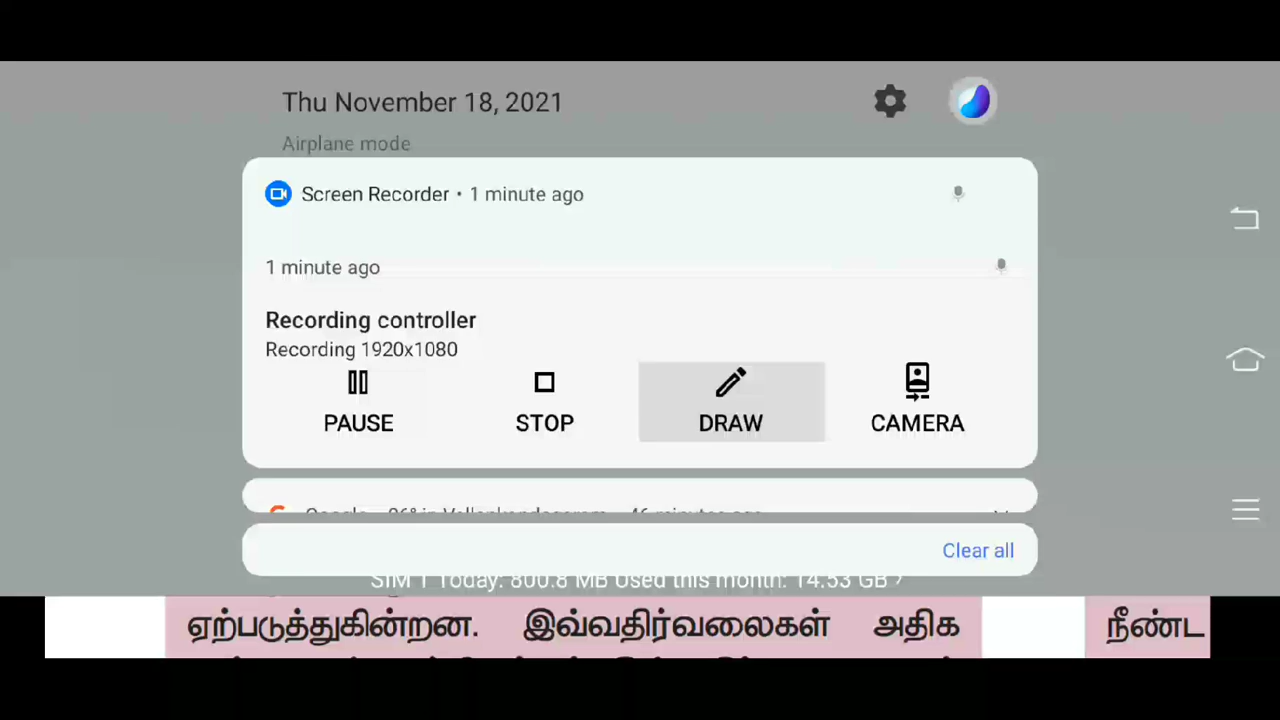 Thu November 18, 2021
Airplane mode
Screen Recorder • 1 minute ago
1 minute ago
Recording controller
Recording 1920x1080
PAUSE STOP DRAW CAMERA
Clear all
SIM 1 Today: 800.8 MB Used this month: 14.53 GB ›
ஏற்படுத்துகின்றன. இவ்வதிர்வலைகள் அதிக நீண்ட